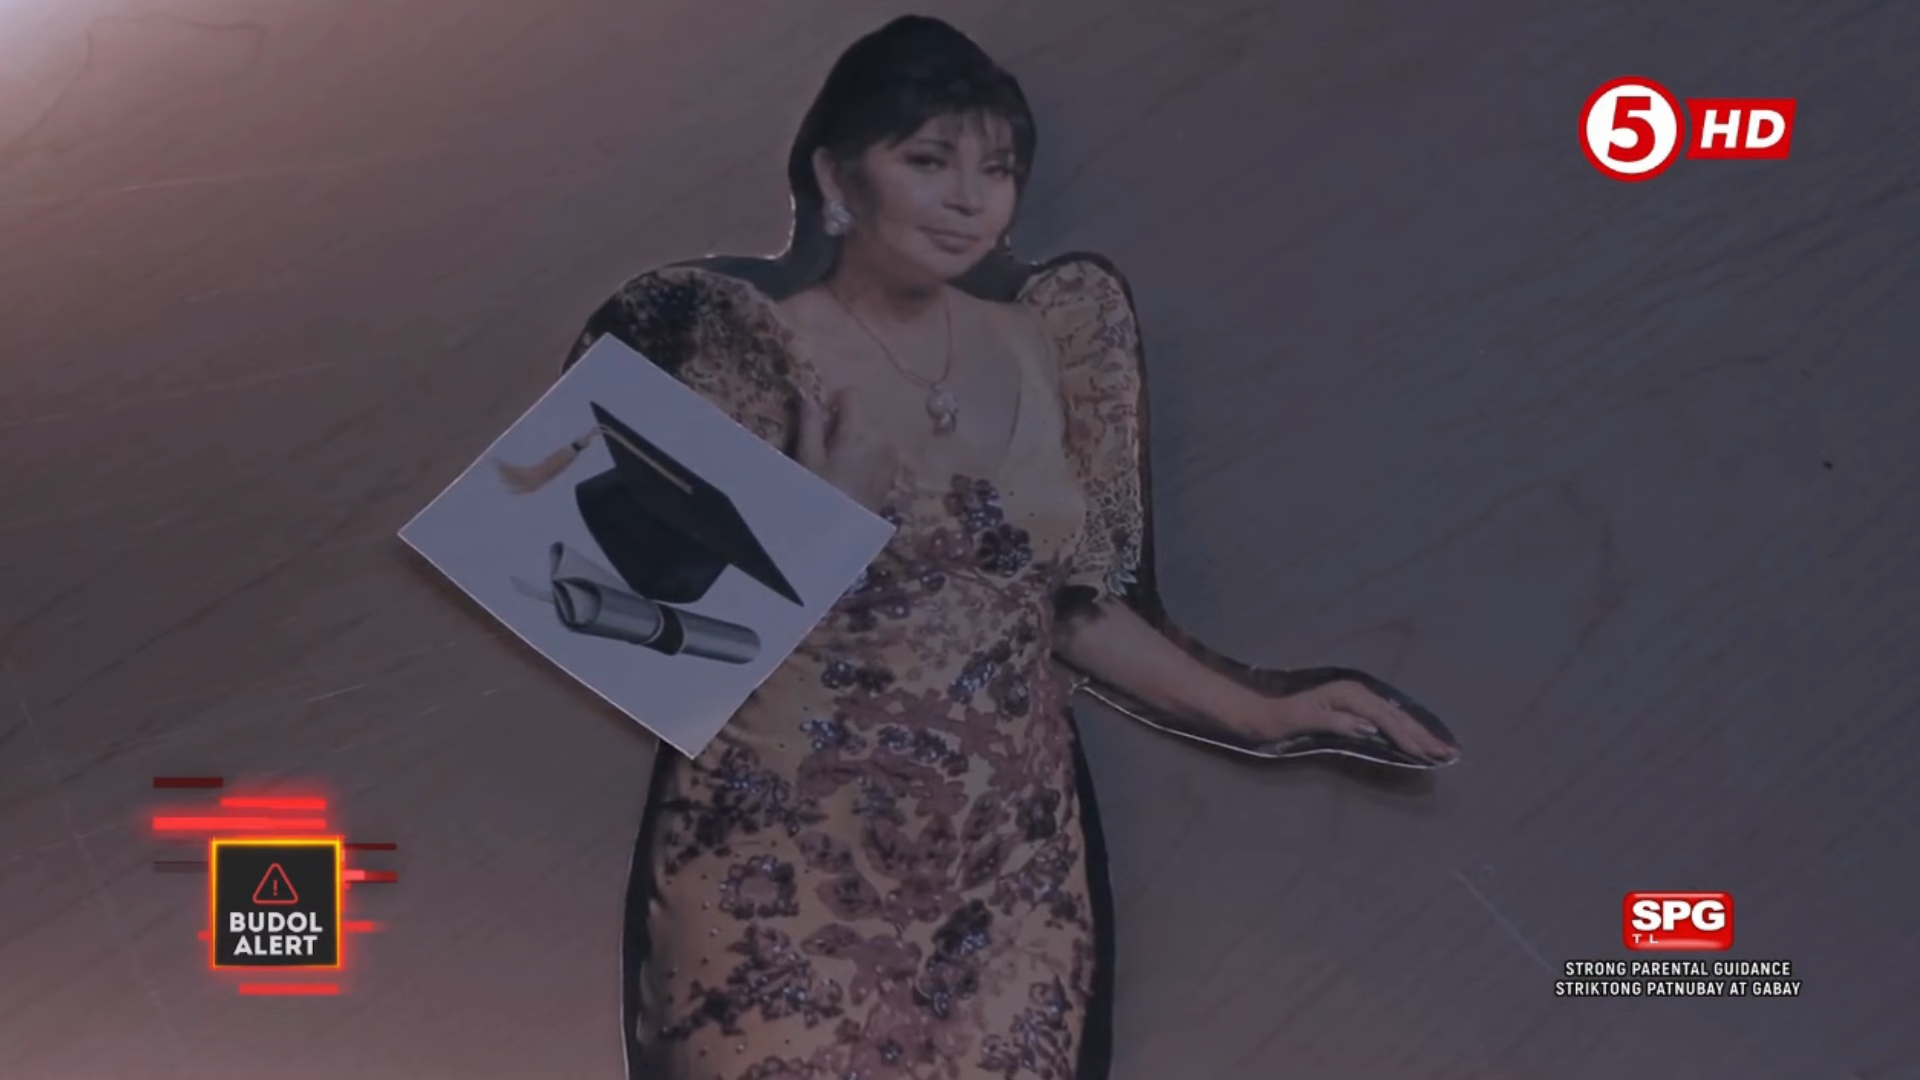 5 HD
BUDOL
ALERT
SPG
T L
STRONG PARENTAL GUIDANCE
STRIKTONG PATNUBAY AT GABAY